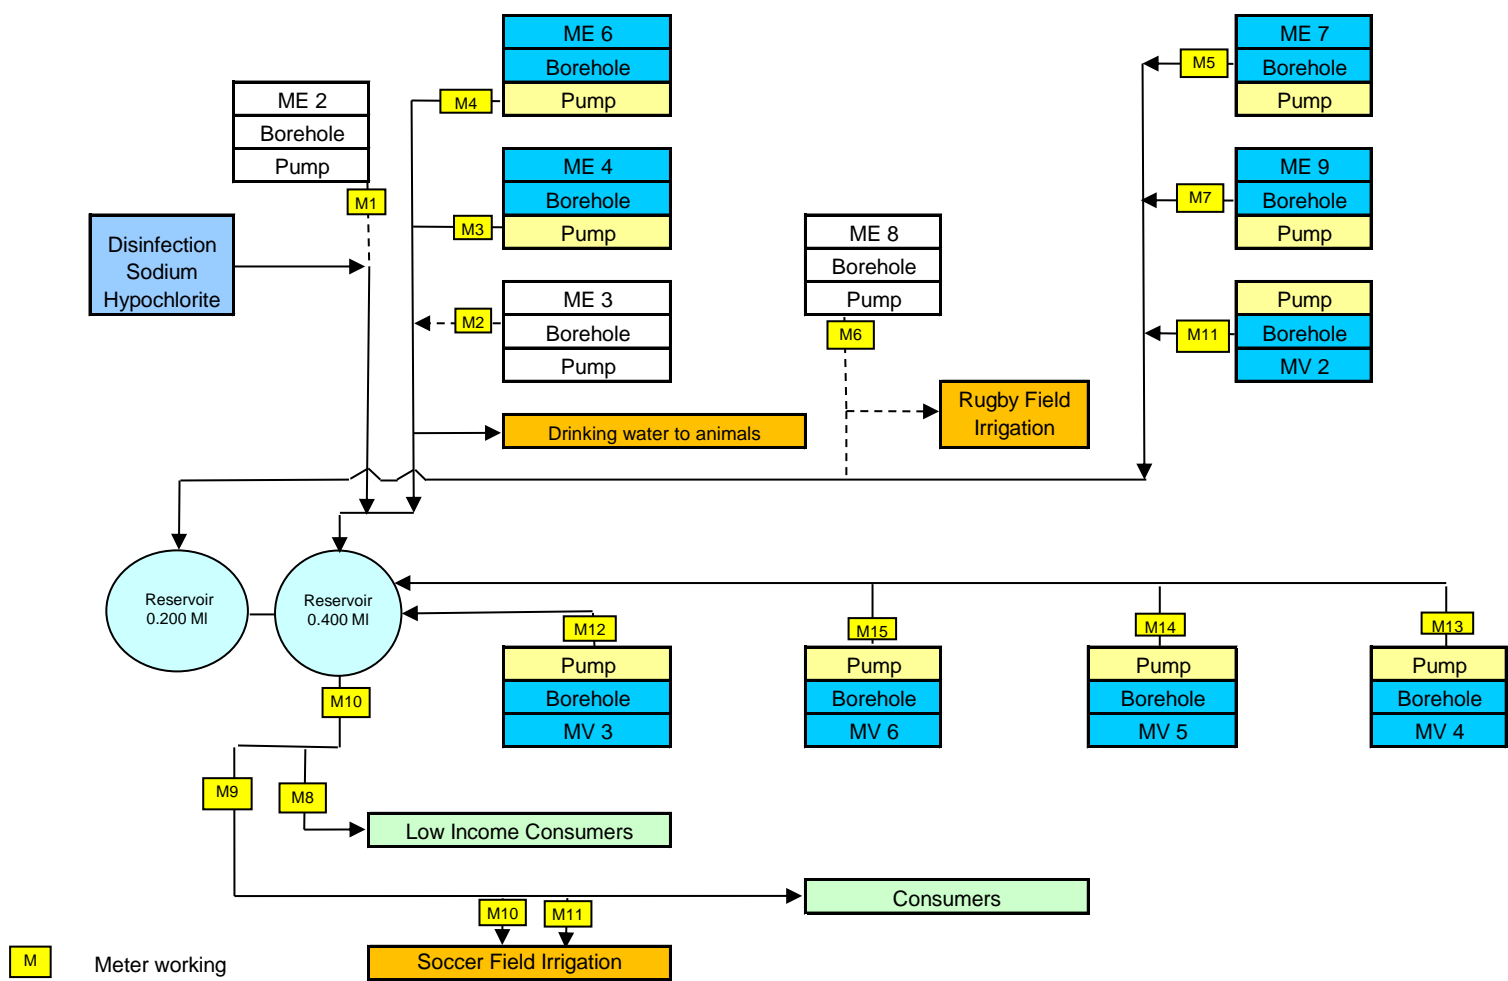 ME 6
Borehole
Pump
M4
ME 7
Borehole
Pump
M5
ME 2
Borehole
Pump
M1
ME 4
Borehole
Pump
M3
ME 9
Borehole
Pump
M7
Disinfection
Sodium
Hypochlorite
ME 8
Borehole
Pump
M6
ME 3
Borehole
Pump
M2
Pump
Borehole
MV 2
M11
Rugby Field
Irrigation
Drinking water to animals
Reservoir
0.200 Ml
Reservoir
0.400 Ml
M12
Pump
Borehole
MV 3
M15
Pump
Borehole
MV 6
M14
Pump
Borehole
MV 5
M13
Pump
Borehole
MV 4
M10
M9
M8
Low Income Consumers
Consumers
M10
M11
Soccer Field Irrigation
M
Meter working